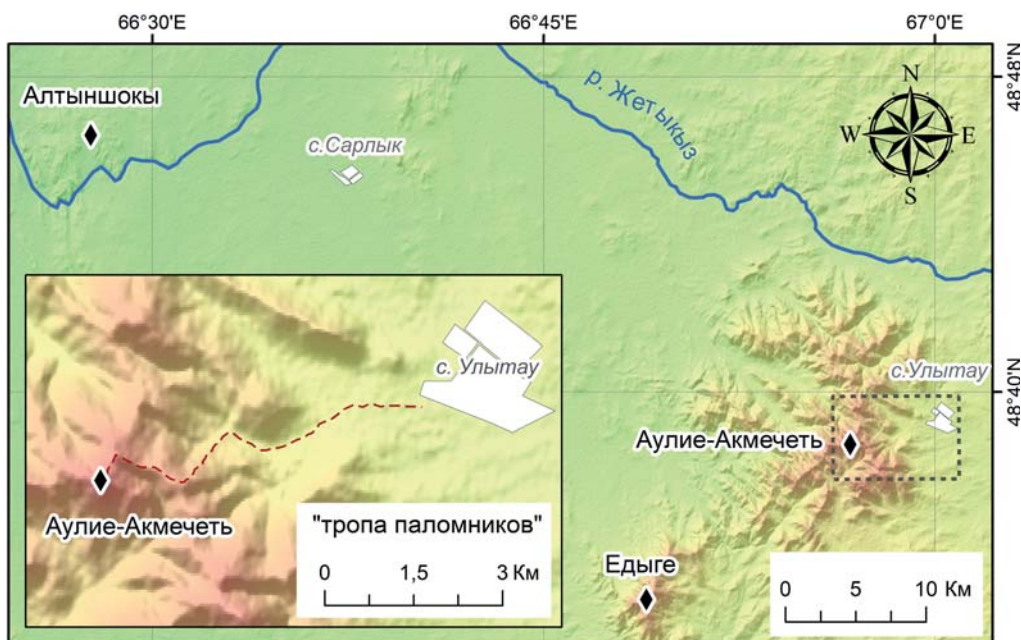 66°30'E
66°45'E
67°0'E
48°48'N
Алтыншокы
с.Сарлык
р. Жетыкыз
N
W
E
S
с. Улытау
с.Улытау
48°40'N
Аулие-Акмечеть
Аулие-Акмечеть
"тропа паломников"
0 1,5 3 Км
Едыге
0 5 10 Км